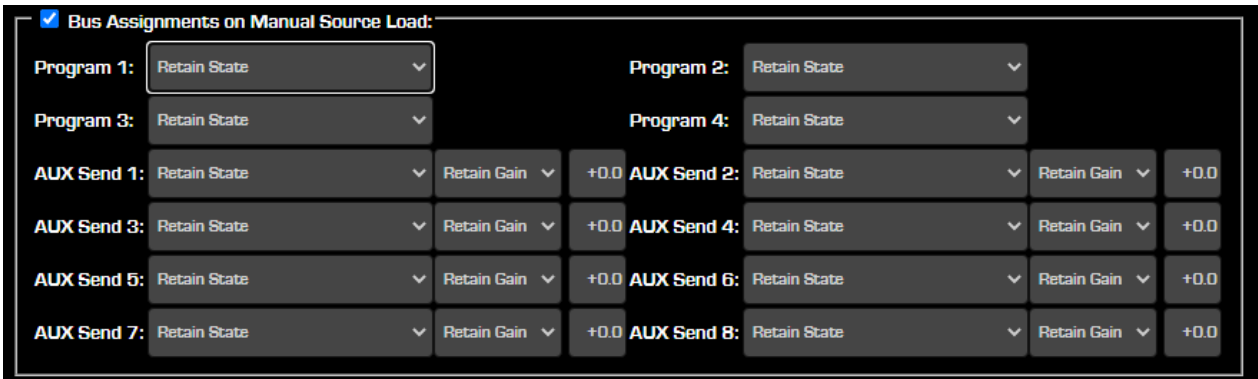 Bus Assignments on Manual Source Load:
Program 1: Retain State Program 2: Retain State
Program 3: Retain State Program 4: Retain State
AUX Send 1: Retain State Retain Gain +0.0 AUX Send 2: Retain State Retain Gain +0.0
AUX Send 3: Retain State Retain Gain +0.0 AUX Send 4: Retain State Retain Gain +0.0
AUX Send 5: Retain State Retain Gain +0.0 AUX Send 6: Retain State Retain Gain +0.0
AUX Send 7: Retain State Retain Gain +0.0 AUX Send 8: Retain State Retain Gain +0.0